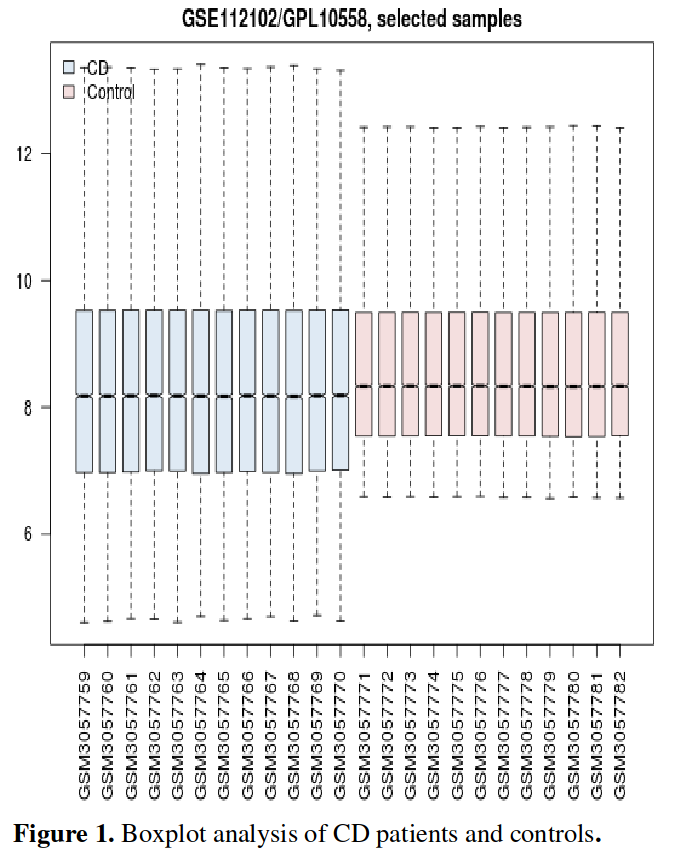 GSE112102/GPL10558, selected samples
CD
Control
12
10
8
6
GSM3057759
GSM3057760
GSM3057761
GSM3057762
GSM3057763
GSM3057764
GSM3057765
GSM3057766
GSM3057767
GSM3057768
GSM3057769
GSM3057770
GSM3057771
GSM3057772
GSM3057773
GSM3057774
GSM3057775
GSM3057776
GSM3057777
GSM3057778
GSM3057779
GSM3057780
GSM3057781
GSM3057782
Figure 1. Boxplot analysis of CD patients and controls.